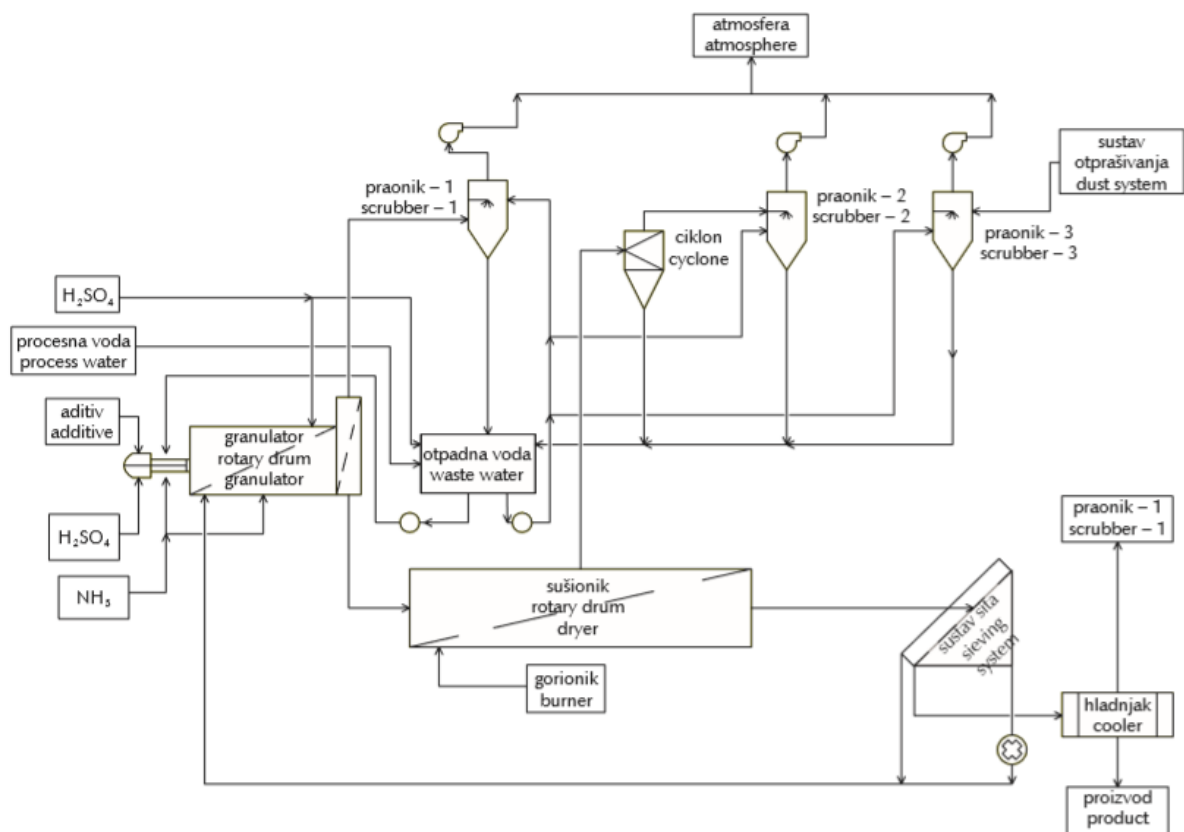 atmosfera
atmosphere
sustav
otprašivanja
dust system
praonik – 1
scrubber – 1
praonik – 2
scrubber – 2
ciklon
cyclone
praonik – 3
scrubber – 3
H₂SO₄
procesna voda
process water
aditiv
additive
granulator
rotary drum
granulator
otpadna voda
waste water
H₂SO₄
NH₃
praonik – 1
scrubber – 1
sušionik
rotary drum
dryer
sustav sita
sieving
system
gorionik
burner
hladnjak
cooler
proizvod
product